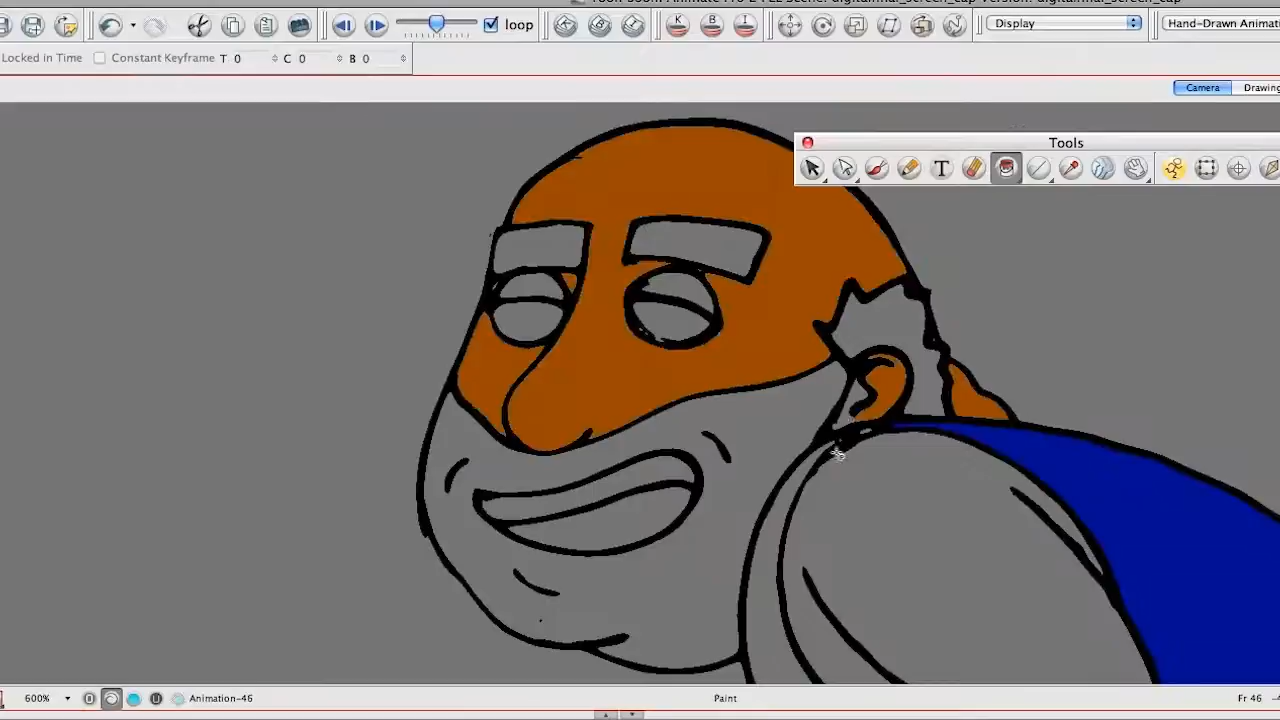 loop
Display
Hand-Drawn Animat
Locked in Time
Constant Keyframe T 0 C 0 B 0
Camera
Drawing
Tools
600%
Animation-46
Paint
Fr 46